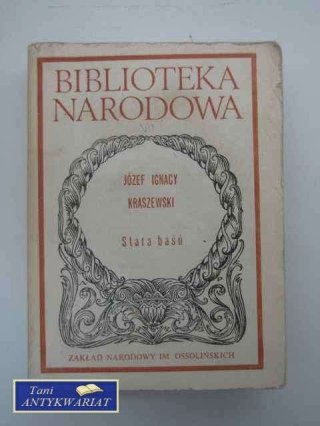 BIBLIOTEKA
NARODOWA
JÓZEF IGNACY
KRASZEWSKI
Stara baśń
ZAKŁAD NARODOWY IM. OSSOLIŃSKICH
Tani
ANTYKWARIAT